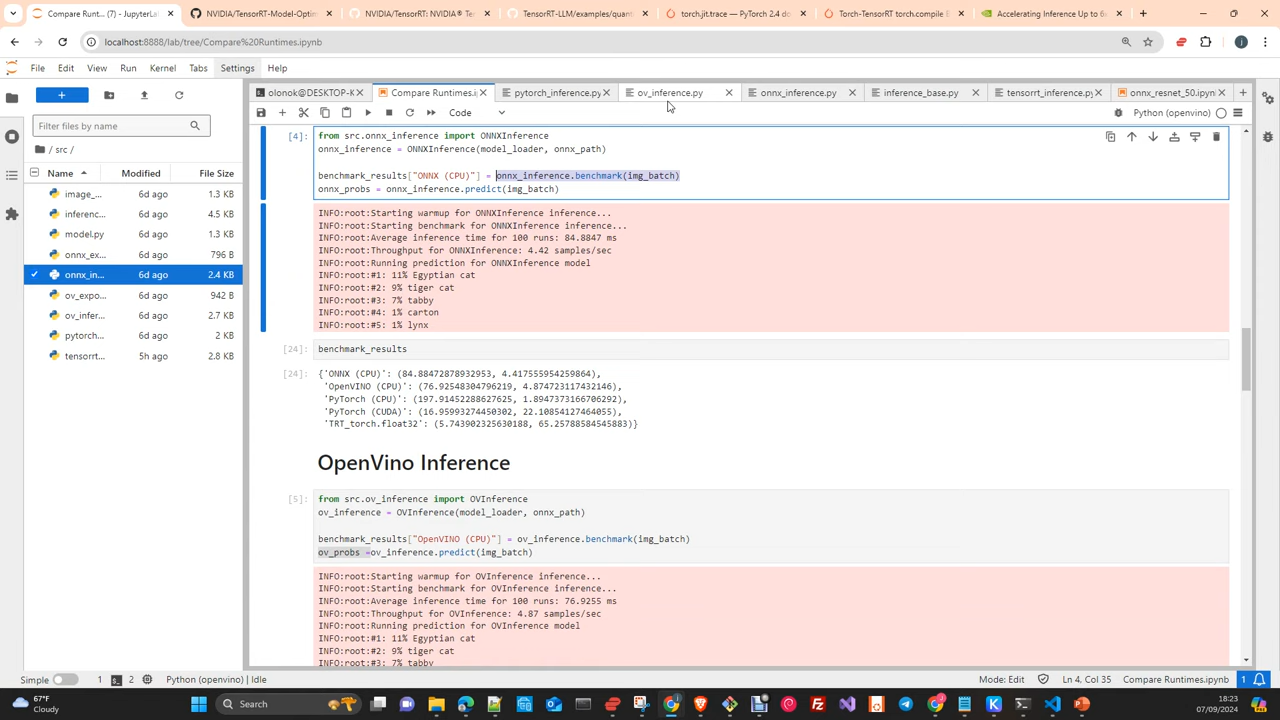 Compare Runti... (7) - JupyterLab
NVIDIA/TensorRT-Model-Optim
NVIDIA/TensorRT: NVIDIA® T
TensorRT-LLM/examples/quant
torch.jit.trace — PyTorch 2.4 do
Torch-TensorRT torch.compile B
Accelerating Inference Up to 6x
localhost:8888/lab/tree/Compare%20Runtimes.ipynb
File Edit View Run Kernel Tabs Settings Help
olonok@DESKTOP-K
Compare Runtimes.i
pytorch_inference.py
ov_inference.py
onnx_inference.py
inference_base.py
tensorrt_inference.p
onnx_resnet_50.ipynb
Code
Python (openvino)
Filter files by name
/ src /
Name Modified File Size
image_... 6d ago 1.3 KB
inferenc... 6d ago 4.5 KB
model.py 6d ago 1.3 KB
onnx_ex... 6d ago 796 B
onnx_in... 6d ago 2.4 KB
ov_expo... 6d ago 942 B
ov_infer... 6d ago 2.7 KB
pytorch... 6d ago 2 KB
tensorrt... 5h ago 2.8 KB
[4]:
from src.onnx_inference import ONNXInference
onnx_inference = ONNXInference(model_loader, onnx_path)
benchmark_results["ONNX (CPU)"] = onnx_inference.benchmark(img_batch)
onnx_probs = onnx_inference.predict(img_batch)
INFO:root:Starting warmup for ONNXInference inference...
INFO:root:Starting benchmark for ONNXInference inference...
INFO:root:Average inference time for 100 runs: 84.8847 ms
INFO:root:Throughput for ONNXInference: 4.42 samples/sec
INFO:root:Running prediction for ONNXInference model
INFO:root:#1: 11% Egyptian cat
INFO:root:#2: 9% tiger cat
INFO:root:#3: 7% tabby
INFO:root:#4: 1% carton
INFO:root:#5: 1% lynx
[24]: benchmark_results
[24]: {'ONNX (CPU)': (84.88472878932953, 4.417555954259864),
'OpenVINO (CPU)': (76.92548304796219, 4.874723117432146),
'PyTorch (CPU)': (197.91452288627625, 1.8947373166706292),
'PyTorch (CUDA)': (16.95993274450302, 22.10854127464055),
'TRT_torch.float32': (5.743902325630188, 65.25788584545883)}
OpenVino Inference
[5]:
from src.ov_inference import OVInference
ov_inference = OVInference(model_loader, onnx_path)
benchmark_results["OpenVINO (CPU)"] = ov_inference.benchmark(img_batch)
ov_probs =ov_inference.predict(img_batch)
INFO:root:Starting warmup for OVInference inference...
INFO:root:Starting benchmark for OVInference inference...
INFO:root:Average inference time for 100 runs: 76.9255 ms
INFO:root:Throughput for OVInference: 4.87 samples/sec
INFO:root:Running prediction for OVInference model
INFO:root:#1: 11% Egyptian cat
INFO:root:#2: 9% tiger cat
INFO:root:#3: 7% tabby
Simple 1 2 Python (openvino) | Idle
Mode: Edit Ln 4, Col 35 Compare Runtimes.ipynb 1
67°F
Cloudy
Search
18:23
07/09/2024